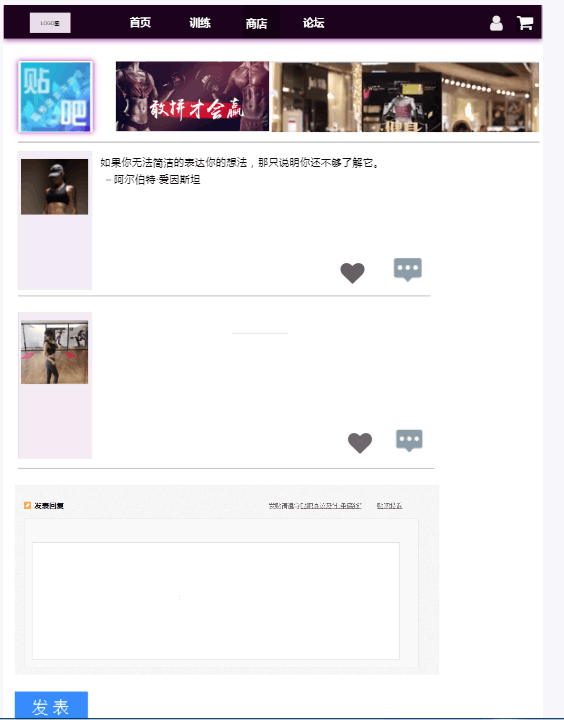 LOGO图
首页
训练
商店
论坛
贴吧
敢拼才会赢
如果你无法简洁的表达你的想法，那只说明你还不够了解它。
-- 阿尔伯特·爱因斯坦
发表回复
发表